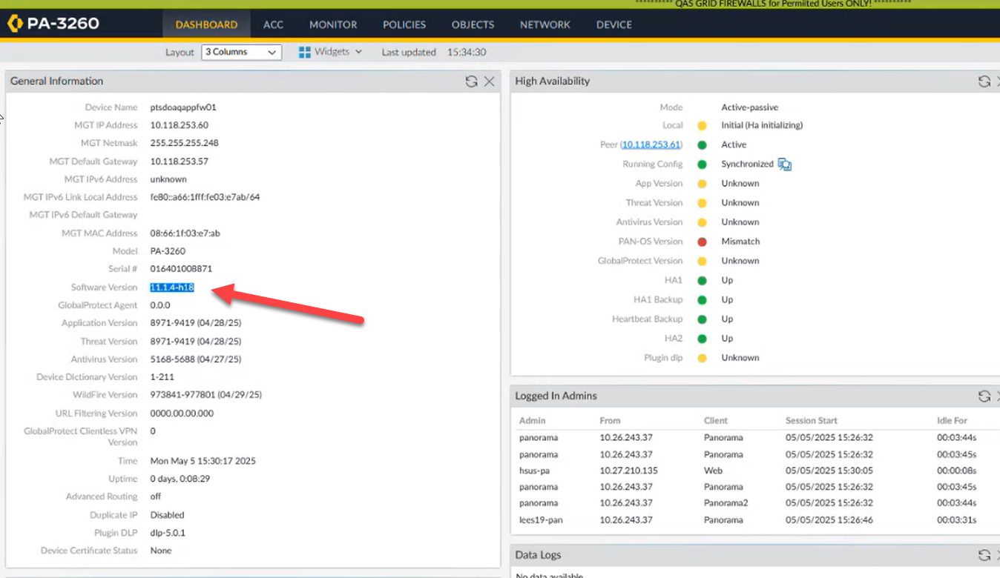 ********** QAS GRID FIREWALLS for Permiited Users ONLY! **********
PA-3260 DASHBOARD ACC MONITOR POLICIES OBJECTS NETWORK DEVICE
Layout 3 Columns Widgets Last updated 15:34:30
General Information
Device Name ptsdoaqappfw01
MGT IP Address 10.118.253.60
MGT Netmask 255.255.255.248
MGT Default Gateway 10.118.253.57
MGT IPv6 Address unknown
MGT IPv6 Link Local Address fe80::a66:1fff:fe03:e7ab/64
MGT IPv6 Default Gateway
MGT MAC Address 08:66:1f:03:e7:ab
Model PA-3260
Serial # 016401008871
Software Version 11.1.4-h18
GlobalProtect Agent 0.0.0
Application Version 8971-9419 (04/28/25)
Threat Version 8971-9419 (04/28/25)
Antivirus Version 5168-5688 (04/27/25)
Device Dictionary Version 1-211
WildFire Version 973841-977801 (04/29/25)
URL Filtering Version 0000.00.00.000
GlobalProtect Clientless VPN 0
Version
Time Mon May 5 15:30:17 2025
Uptime 0 days, 0:08:29
Advanced Routing off
Duplicate IP Disabled
Plugin DLP dlp-5.0.1
Device Certificate Status None
High Availability
Mode Active-passive
Local Initial (Ha initializing)
Peer (10.118.253.61) Active
Running Config Synchronized
App Version Unknown
Threat Version Unknown
Antivirus Version Unknown
PAN-OS Version Mismatch
GlobalProtect Version Unknown
HA1 Up
HA1 Backup Up
Heartbeat Backup Up
HA2 Up
Plugin dlp Unknown
Logged In Admins
Admin From Client Session Start Idle For
panorama 10.26.243.37 Panorama 05/05/2025 15:26:32 00:03:44s
panorama 10.26.243.37 Panorama 05/05/2025 15:26:32 00:03:45s
hsus-pa 10.27.210.135 Web 05/05/2025 15:30:05 00:00:08s
panorama 10.26.243.37 Panorama 05/05/2025 15:26:32 00:03:45s
panorama 10.26.243.37 Panorama2 05/05/2025 15:26:32 00:03:44s
lees19-pan 10.26.243.37 Panorama 05/05/2025 15:26:46 00:03:31s
Data Logs
No data available